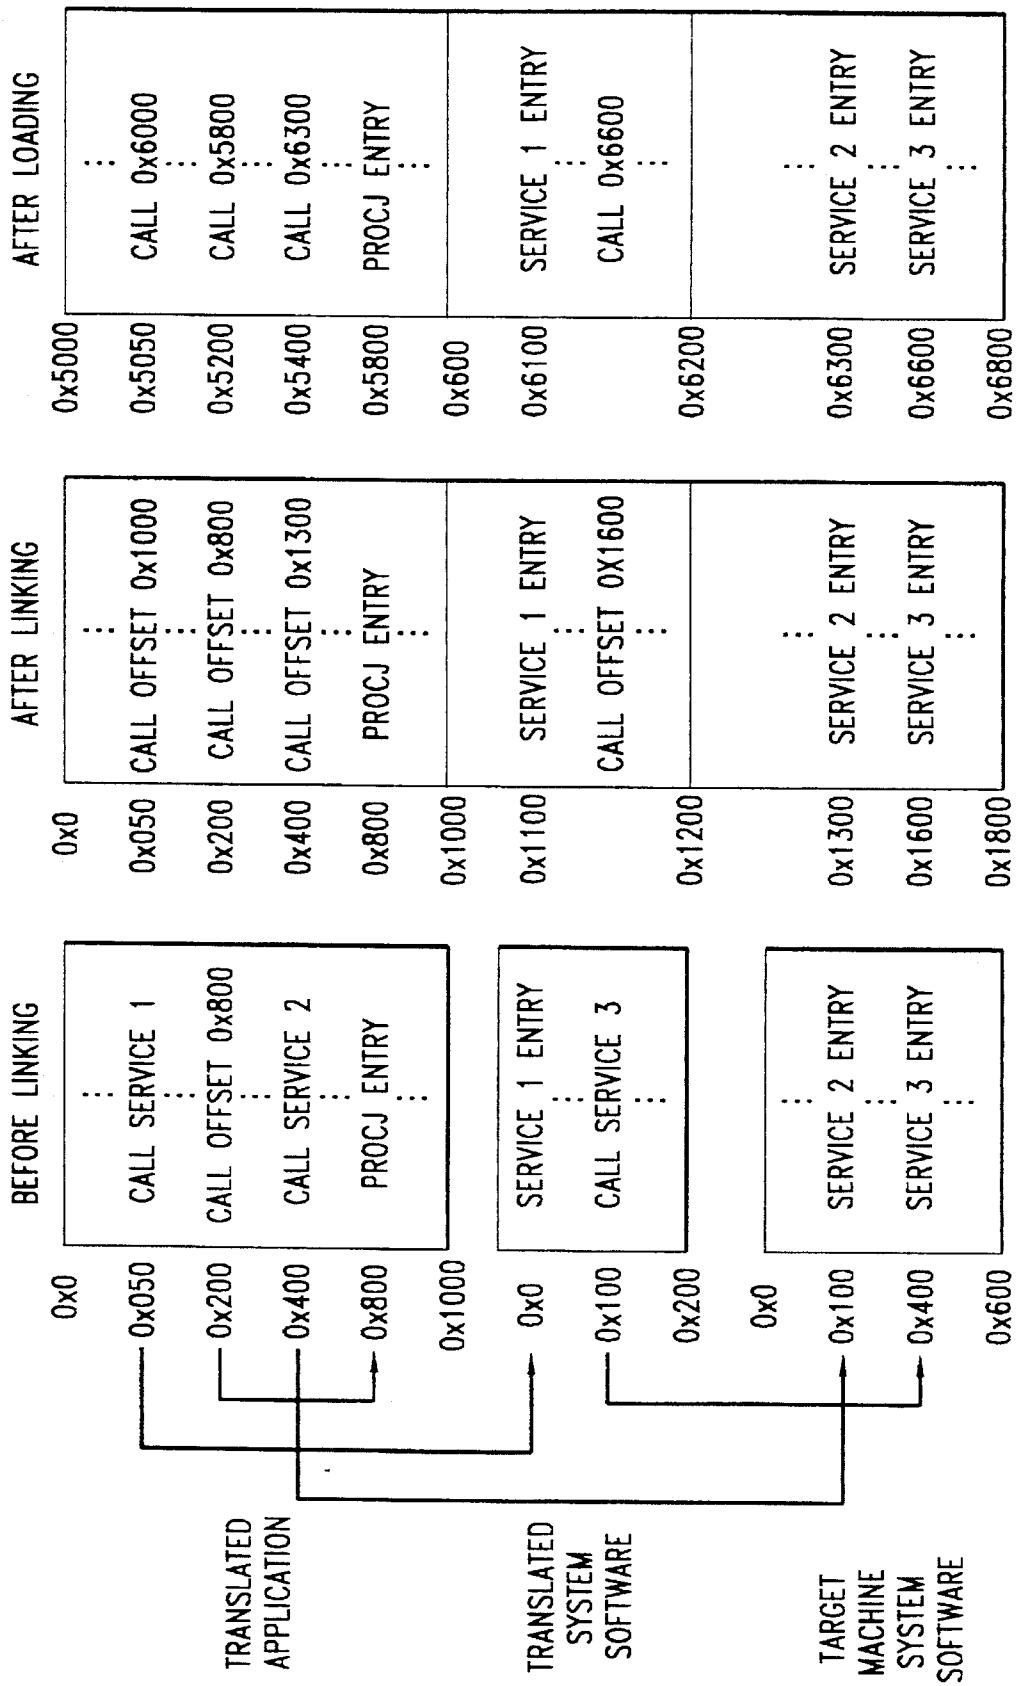 BEFORE LINKING
TRANSLATED
APPLICATION
0x0
0x050
CALL SERVICE 1
0x200
CALL OFFSET 0x800
0x400
CALL SERVICE 2
0x800
PROCJ ENTRY
0x1000
TRANSLATED
SYSTEM
SOFTWARE
0x0
SERVICE 1 ENTRY
0x100
CALL SERVICE 3
0x200
TARGET
MACHINE
SYSTEM
SOFTWARE
0x0
0x100
SERVICE 2 ENTRY
0x400
SERVICE 3 ENTRY
0x600
AFTER LINKING
0x0
0x050
CALL OFFSET 0x1000
0x200
CALL OFFSET 0x800
0x400
CALL OFFSET 0x1300
0x800
PROCJ ENTRY
0x1000
0x1100
SERVICE 1 ENTRY
CALL OFFSET 0X1600
0x1200
0x1300
SERVICE 2 ENTRY
0x1600
SERVICE 3 ENTRY
0x1800
AFTER LOADING
0x5000
0x5050
CALL 0x6000
0x5200
CALL 0x5800
0x5400
CALL 0x6300
0x5800
PROCJ ENTRY
0x600
0x6100
SERVICE 1 ENTRY
CALL 0x6600
0x6200
0x6300
SERVICE 2 ENTRY
0x6600
SERVICE 3 ENTRY
0x6800